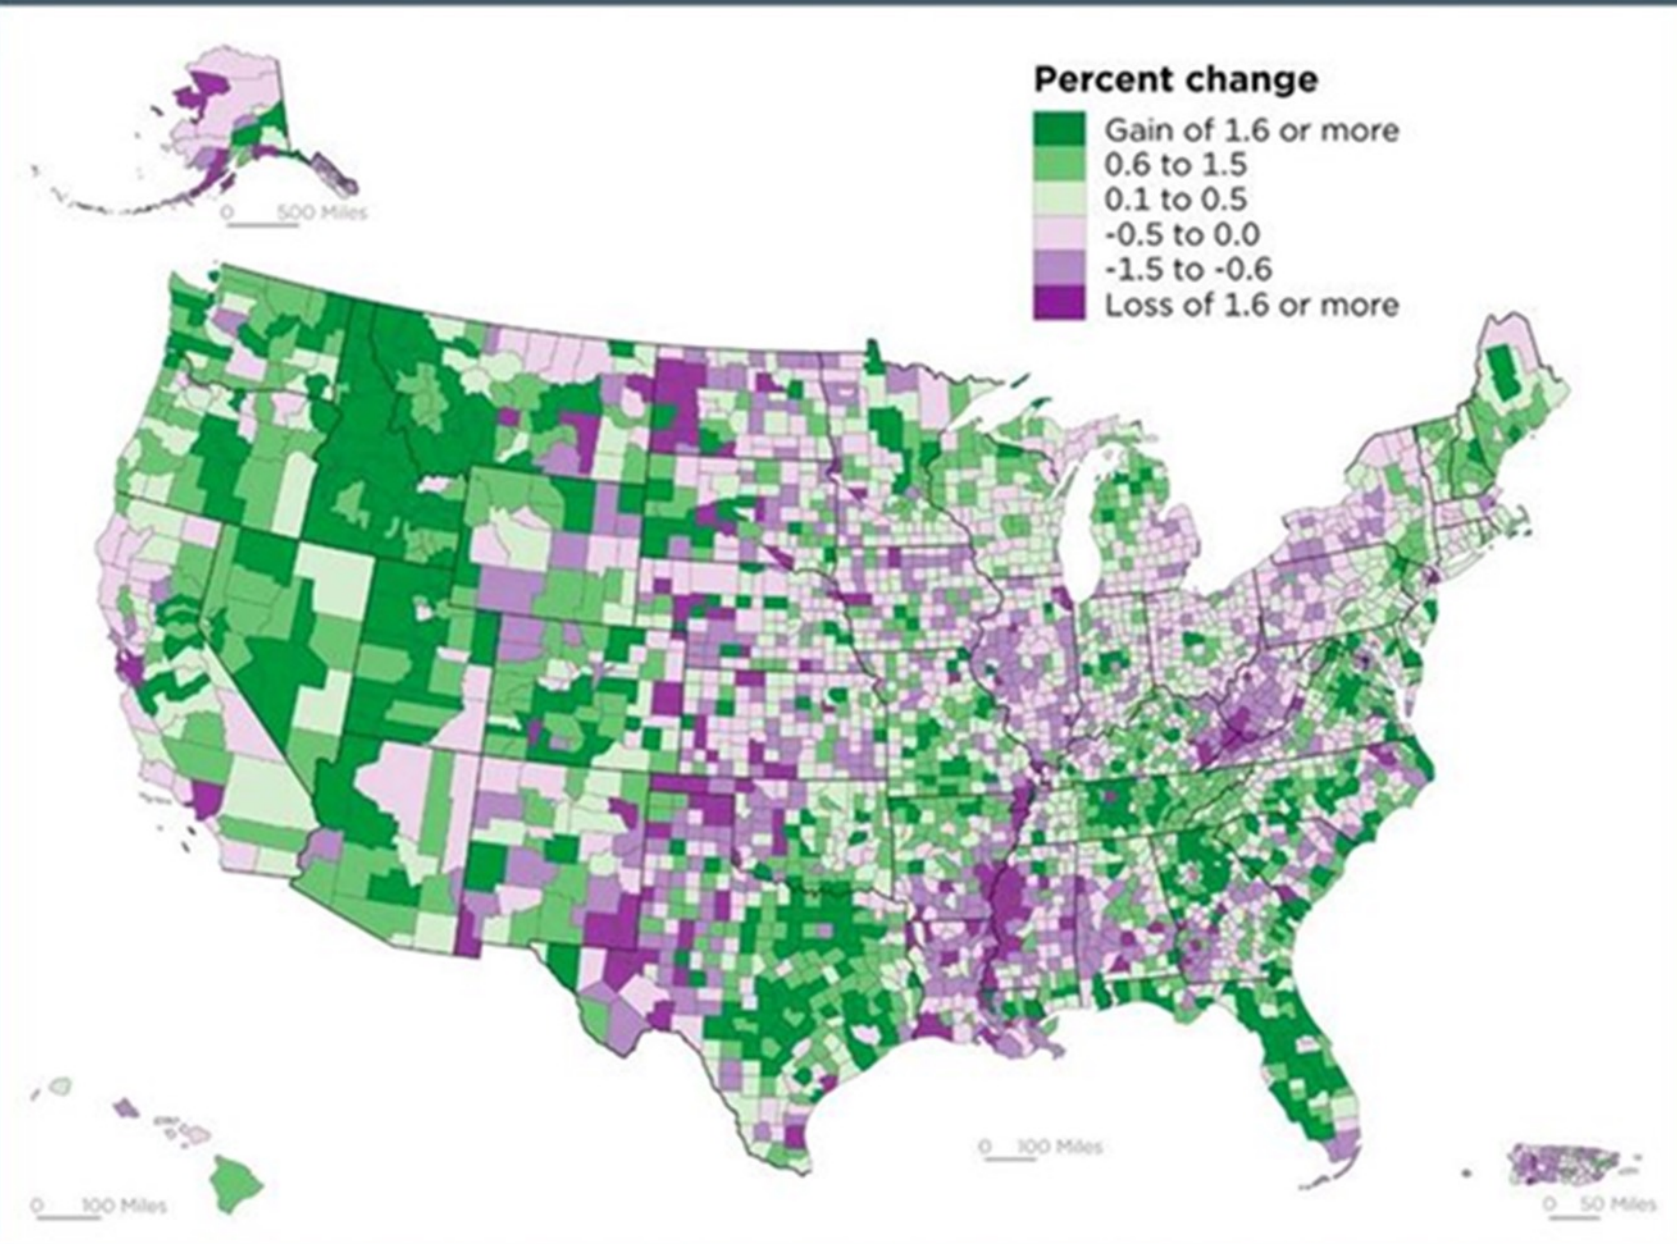 Percent change
Gain of 1.6 or more
0.6 to 1.5
0.1 to 0.5
-0.5 to 0.0
-1.5 to -0.6
Loss of 1.6 or more
0 500 Miles
0 100 Miles
0 100 Miles
0 50 Miles